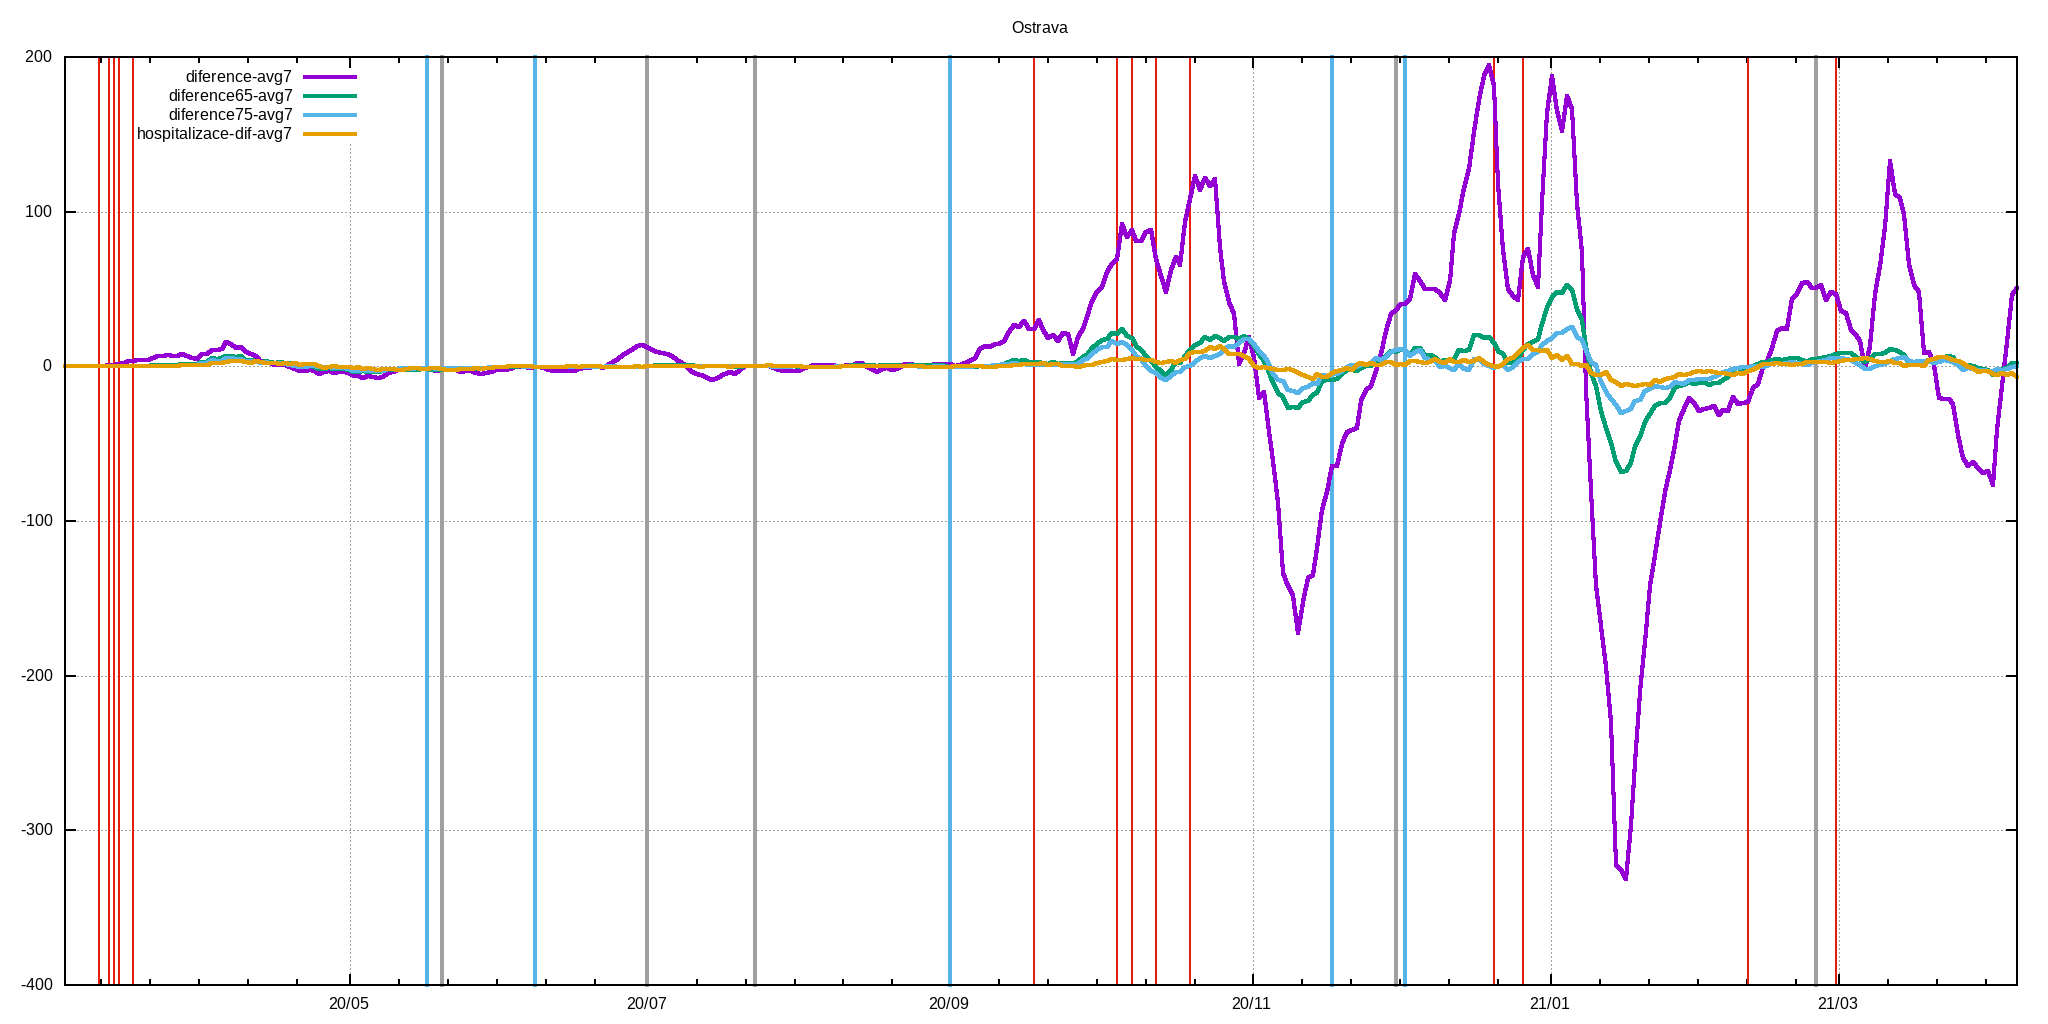 Ostrava
diference-avg7
diference65-avg7
diference75-avg7
hospitalizace-dif-avg7
200
100
0
-100
-200
-300
-400
20/05 20/07 20/09 20/11 21/01 21/03